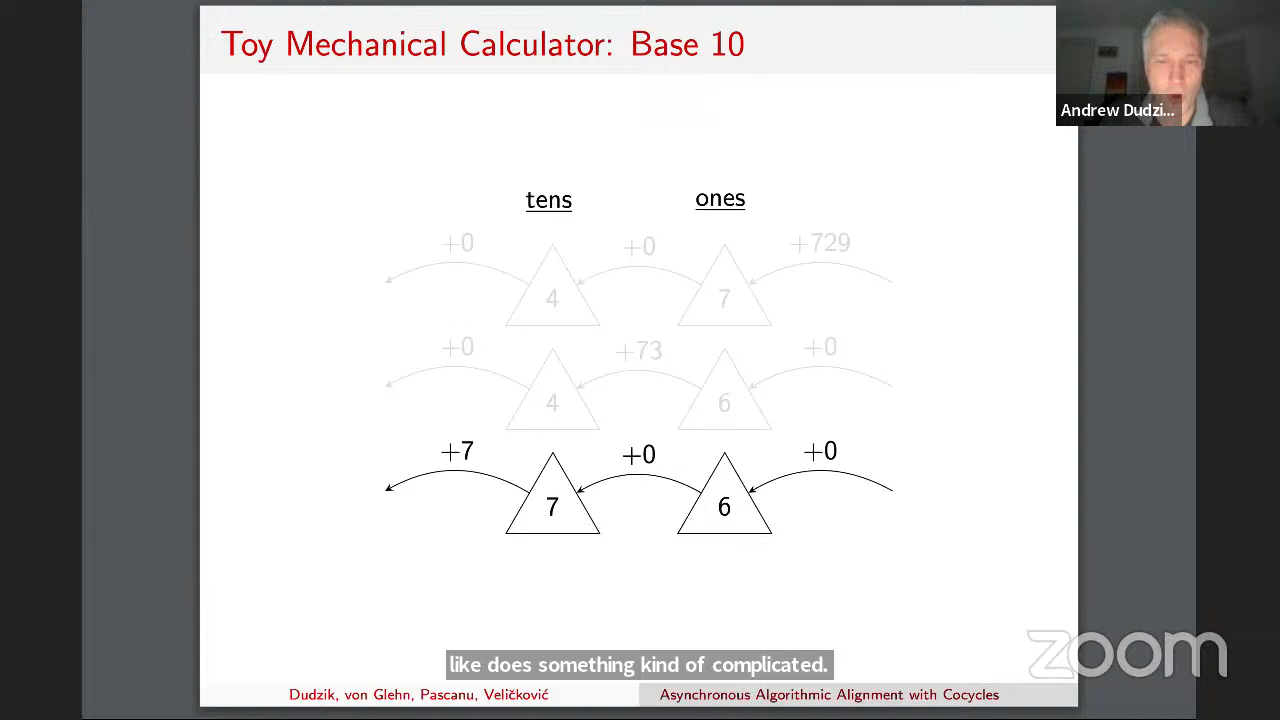 Toy Mechanical Calculator: Base 10
Andrew Dudzi...
tens ones
+0 +0 +729
4 7
+0 +73 +0
4 6
+7 +0 +0
7 6
like does something kind of complicated.
zoom
Dudzik, von Glehn, Pascanu, Veličković Asynchronous Algorithmic Alignment with Cocycles